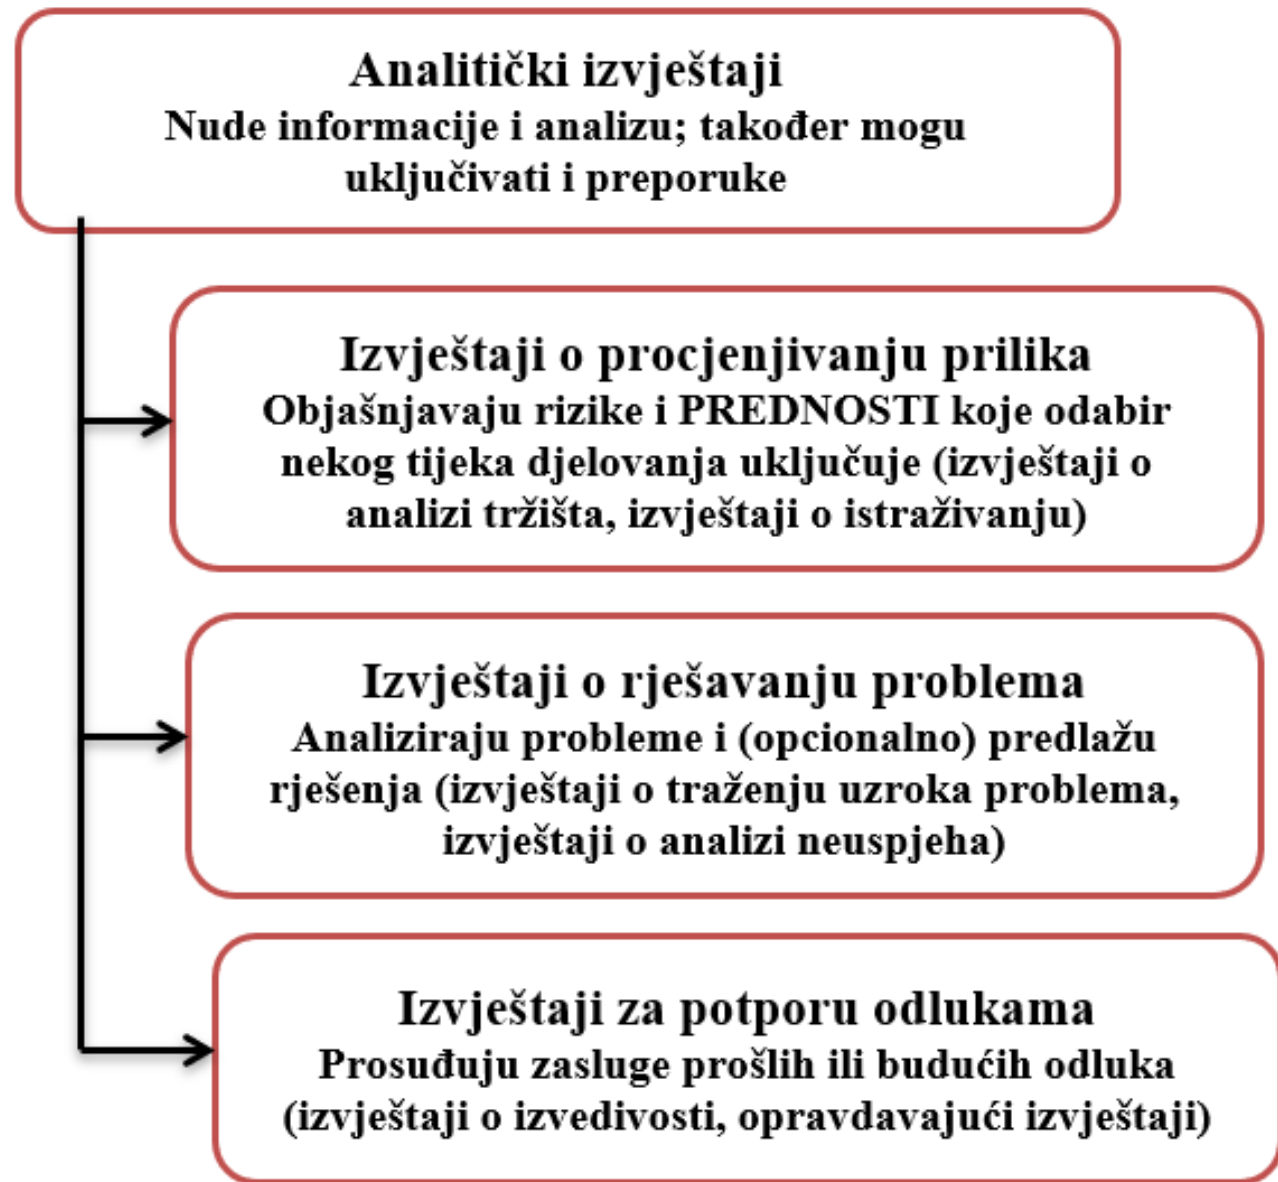 Analitički izvještaji
Nude informacije i analizu; također mogu
uključivati i preporuke
Izvještaji o procjenjivanju prilika
Objašnjavaju rizike i PREDNOSTI koje odabir
nekog tijeka djelovanja uključuje (izvještaji o
analizi tržišta, izvještaji o istraživanju)
Izvještaji o rješavanju problema
Analiziraju probleme i (opcionalno) predlažu
rješenja (izvještaji o traženju uzroka problema,
izvještaji o analizi neuspjeha)
Izvještaji za potporu odlukama
Prosuđuju zasluge prošlih ili budućih odluka
(izvještaji o izvedivosti, opravdavajući izvještaji)